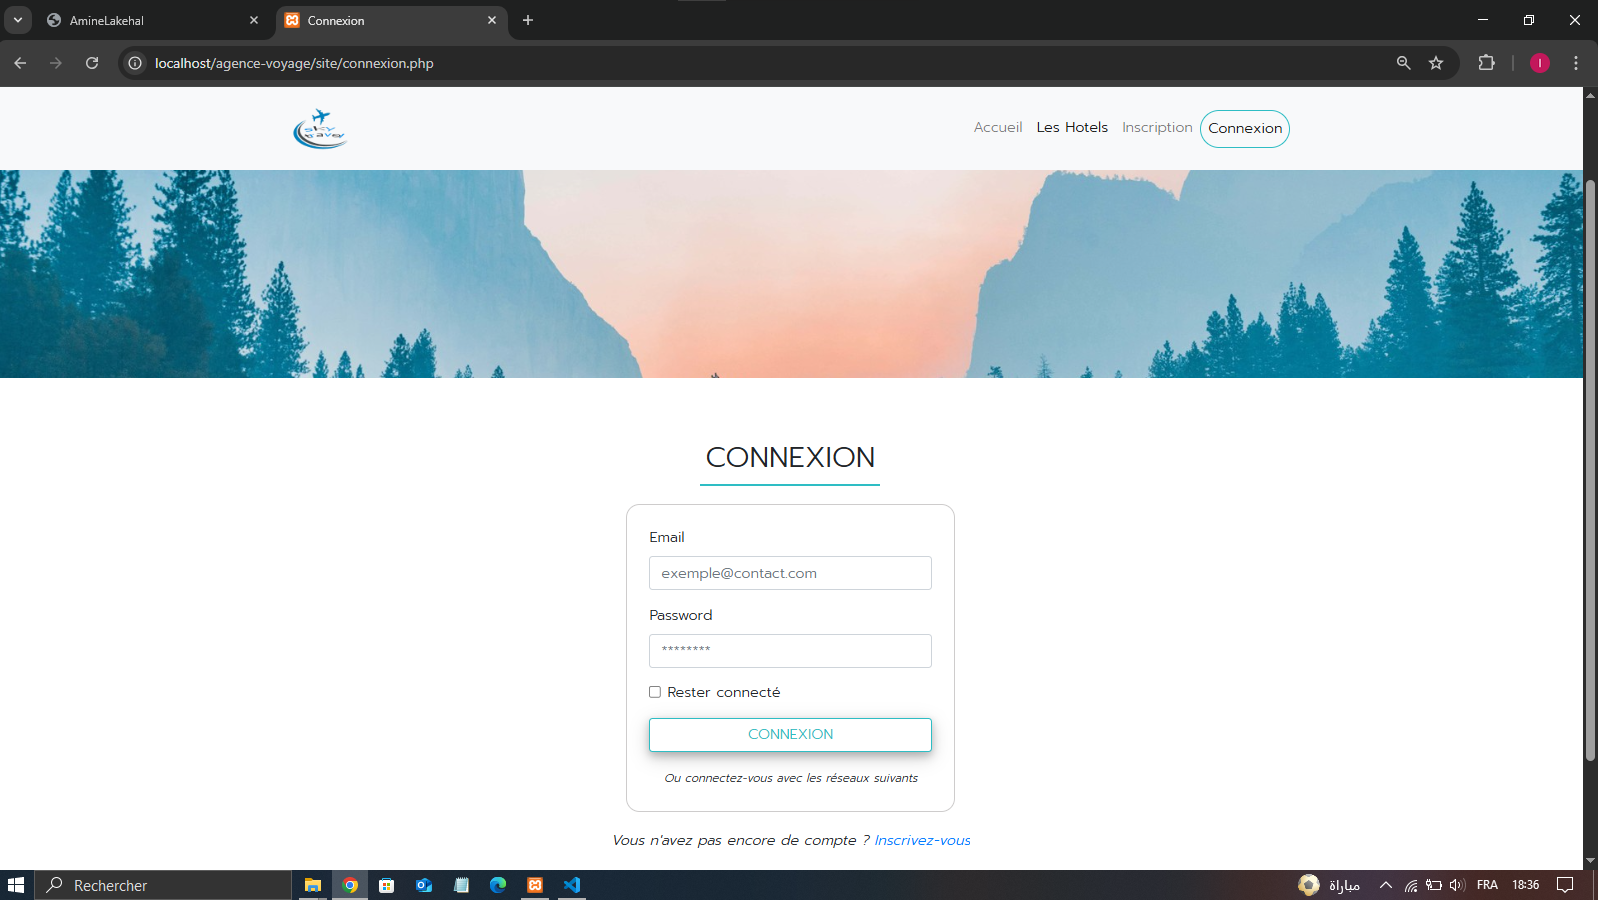 AmineLakehal
Connexion
localhost/agence-voyage/site/connexion.php
I
SKY
Travel
Accueil
Les Hotels
Inscription
Connexion
CONNEXION
Email
exemple@contact.com
Password
********
Rester connecté
CONNEXION
Ou connectez-vous avec les réseaux suivants
Vous n'avez pas encore de compte ? Inscrivez-vous
Rechercher
مباراة
FRA
18:36